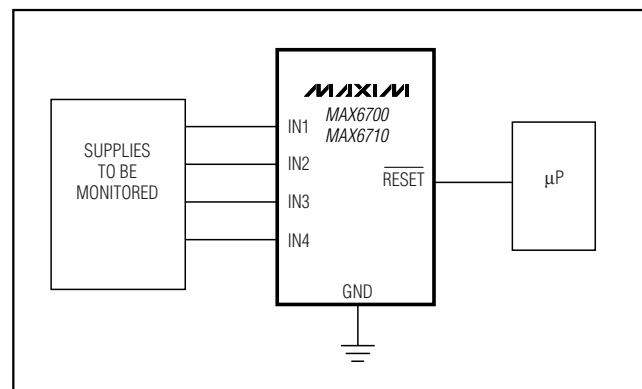 SUPPLIES
TO BE
MONITORED
MAXIM
MAX6700
MAX6710
IN1
IN2
IN3
IN4
RESET
GND
μP